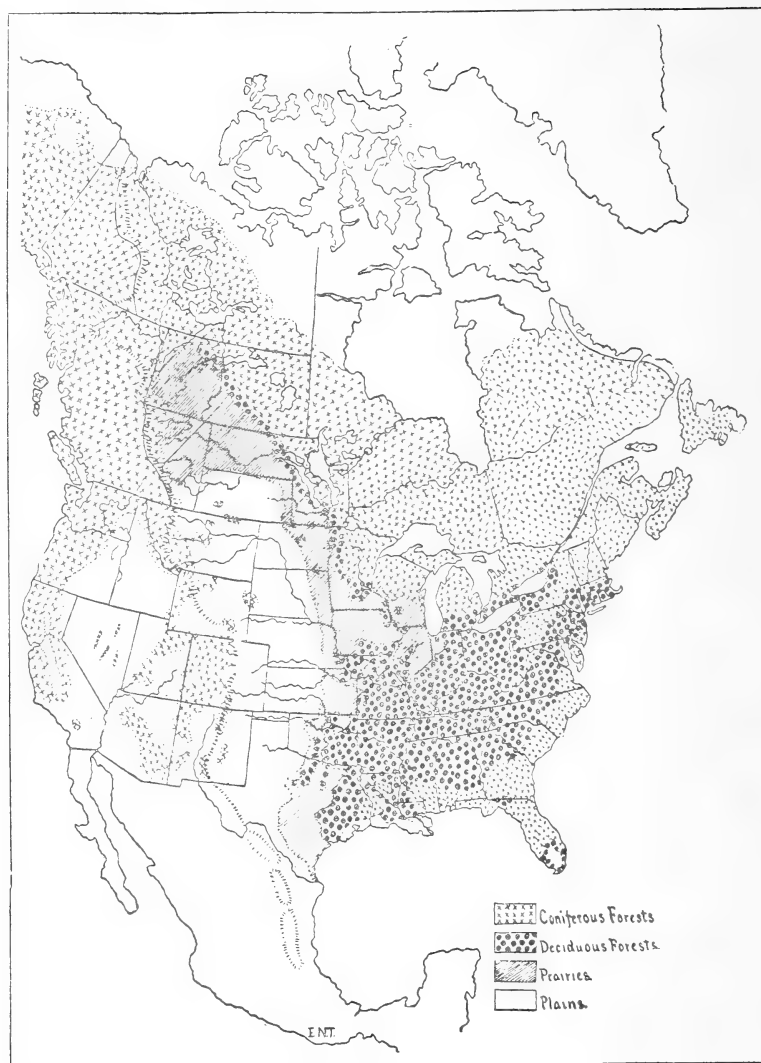 Coniferous Forests
Deciduous Forests.
Prairies.
Plains
E.N.T.